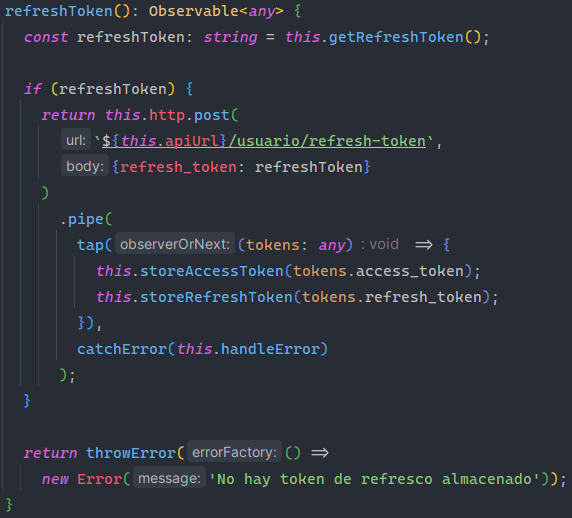 refreshToken(): Observable<any> {
const refreshToken: string = this.getRefreshToken();
if (refreshToken) {
return this.http.post(
url: `${this.apiUrl}/usuario/refresh-token`,
body: {refresh_token: refreshToken}
)
.pipe(
tap( observerOrNext: (tokens: any) : void => {
this.storeAccessToken(tokens.access_token);
this.storeRefreshToken(tokens.refresh_token);
}),
catchError(this.handleError)
);
}
return throwError( errorFactory: () =>
new Error( message: 'No hay token de refresco almacenado'));
}